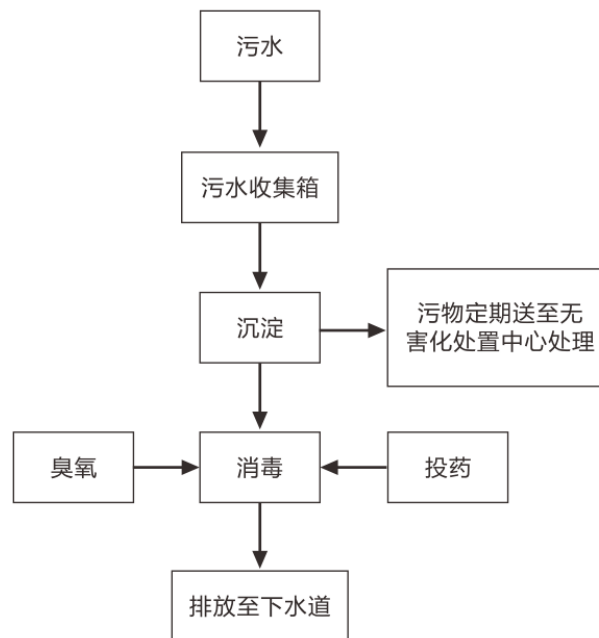 污水
污水收集箱
沉淀
污物定期送至无
害化处置中心处理
臭氧
消毒
投药
排放至下水道